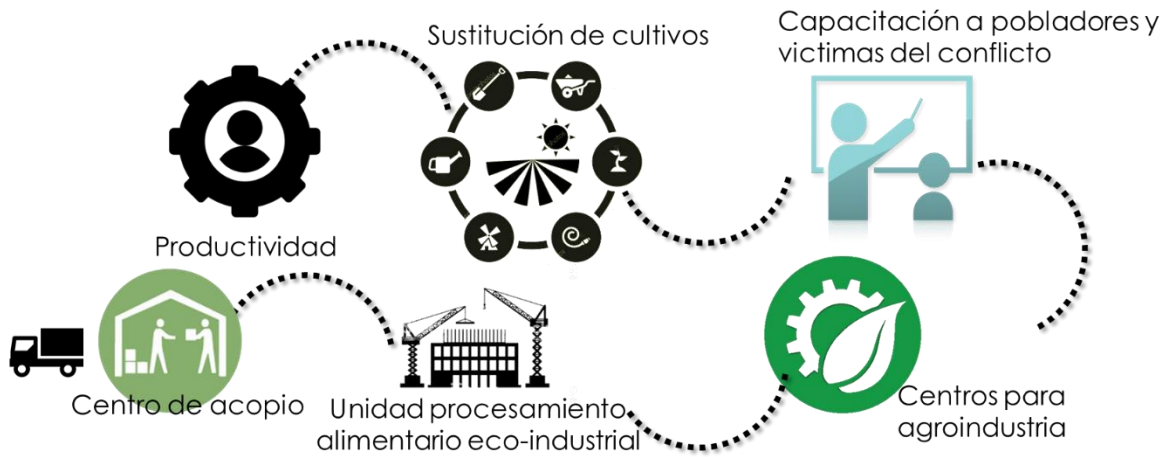 Sustitución de cultivos
Capacitación a pobladores y
victimas del conflicto
Productividad
Centro de acopio
Unidad procesamiento
alimentario eco-industrial
Centros para
agroindustria